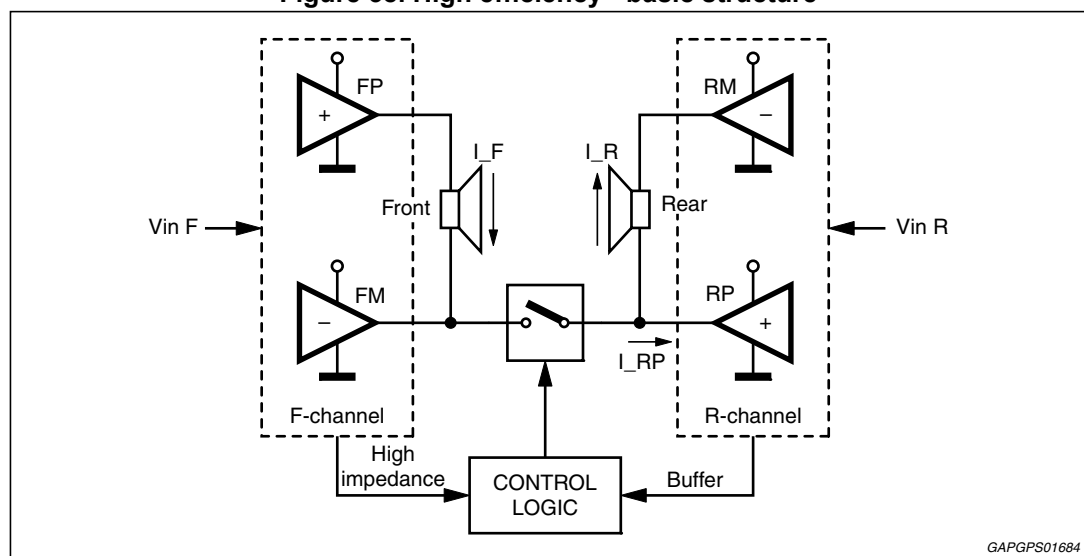 Figure High efficiency - basic structure
FP
RM
+
−
I_F
I_R
Front
Rear
Vin F
Vin R
FM
RP
−
+
I_RP
F-channel
R-channel
High
impedance
CONTROL
LOGIC
Buffer
GAPGPS01684